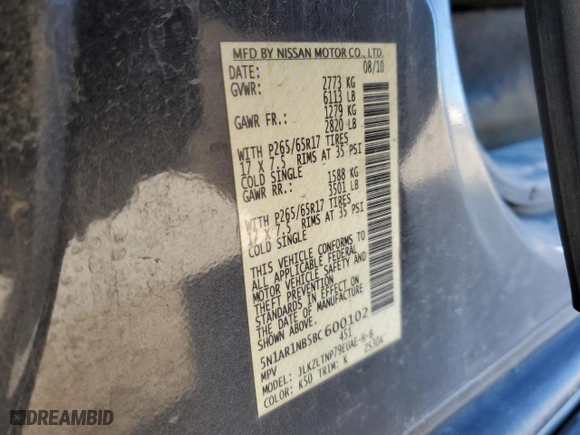 MFD BY NISSAN MOTOR CO., LTD.
DATE: 08/10
GVWR: 2773 KG
6113 LB
GAWR FR.: 1279 KG
2820 LB
WITH P265/65R17 TIRES
17 X 7.5 RIMS AT 35 PSI
COLD SINGLE
GAWR RR.: 1588 KG
3501 LB
WITH P265/65R17 TIRES
17 X 7.5 RIMS AT 35 PSI
COLD SINGLE
THIS VEHICLE CONFORMS TO
ALL APPLICABLE FEDERAL
MOTOR VEHICLE SAFETY AND
THEFT PREVENTION
STANDARDS IN EFFECT ON
THE DATE OF MANUFACTURE
SHOWN ABOVE.
5N1AR1NB5BC600102
MPV 451
MODEL: JLKZLTNP79EUAE-H-B
COLOR: K50 TRIM: K 2530A
DREAMBID